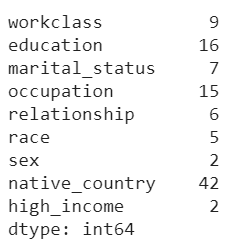 workclass 9
education 16
marital_status 7
occupation 15
relationship 6
race 5
sex 2
native_country 42
high_income 2
dtype: int64